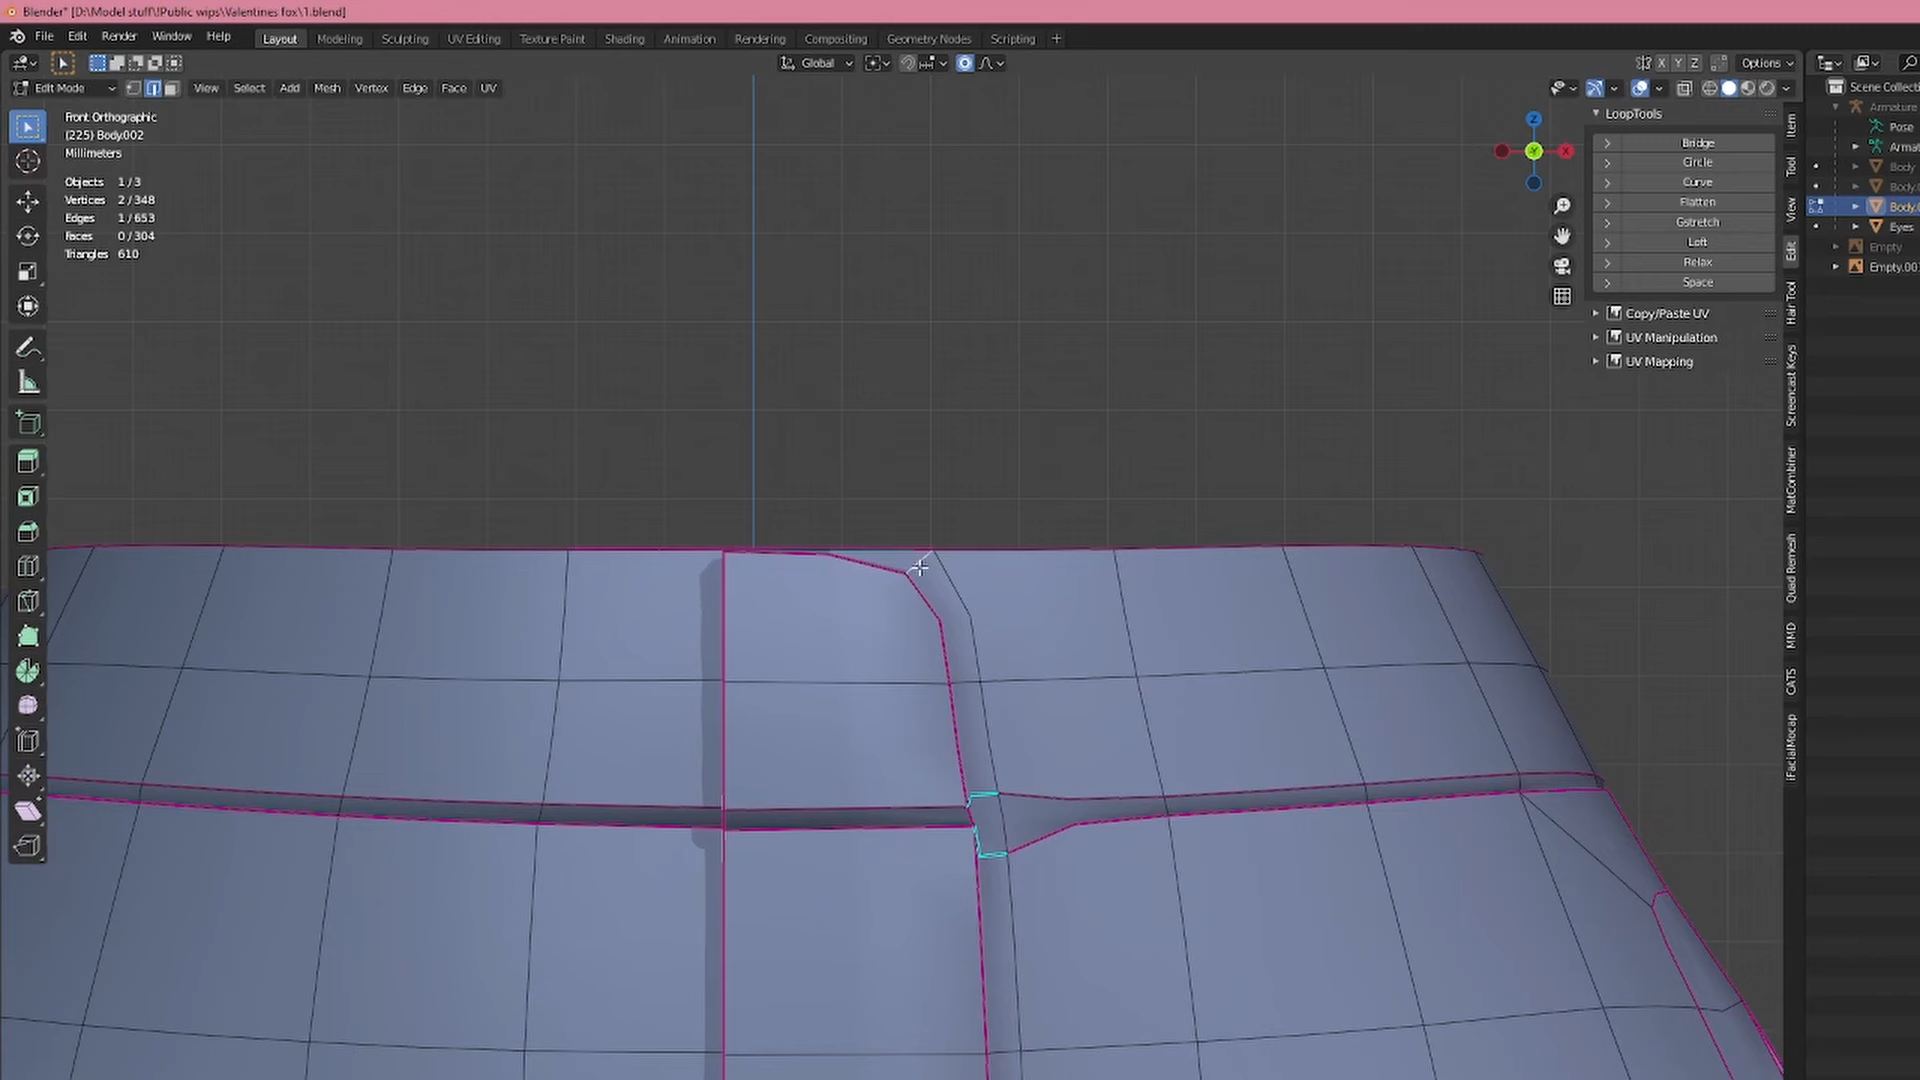 Blender* [D:\Model stuff\!Public wips\Valentines fox\1.blend]
File Edit Render Window Help Layout Modeling Sculpting UV Editing Texture Paint Shading Animation Rendering Compositing Geometry Nodes Scripting +
Global X Y Z Options
Edit Mode View Select Add Mesh Vertex Edge Face UV
Scene Collecti
Armature
Pose
Armat
Body
Body.
Body.
Eyes
Empty
Empty.00
Front Orthographic
(225) Body.002
Millimeters
Objects 1/3
Vertices 2/348
Edges 1/653
Faces 0/304
Triangles 610
Z
Y
X
LoopTools
Bridge
Circle
Curve
Flatten
Gstretch
Loft
Relax
Space
Copy/Paste UV
UV Manipulation
UV Mapping
Item
Tool
View
Edit
Hair Tool
Screencast Keys
MatCombiner
Quad Remesh
MMD
CATS
iFacialMocap